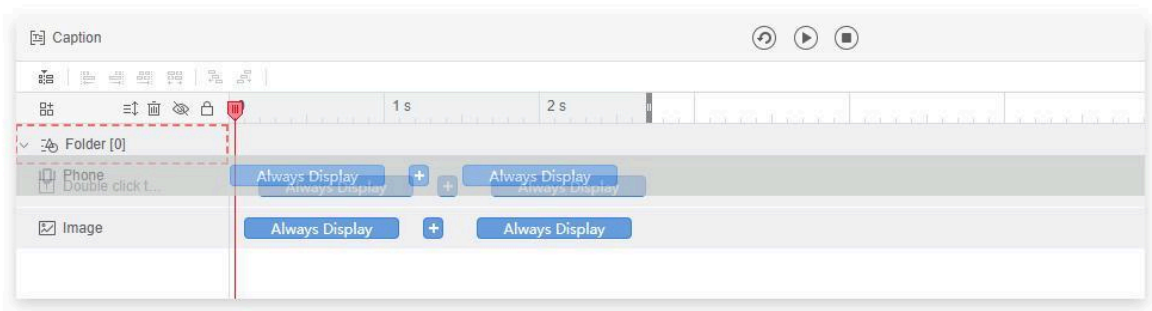 Caption
1 s 2 s
Folder [0]
Phone Always Display + Always Display
Double click t... Always Display + Always Display
Image Always Display + Always Display